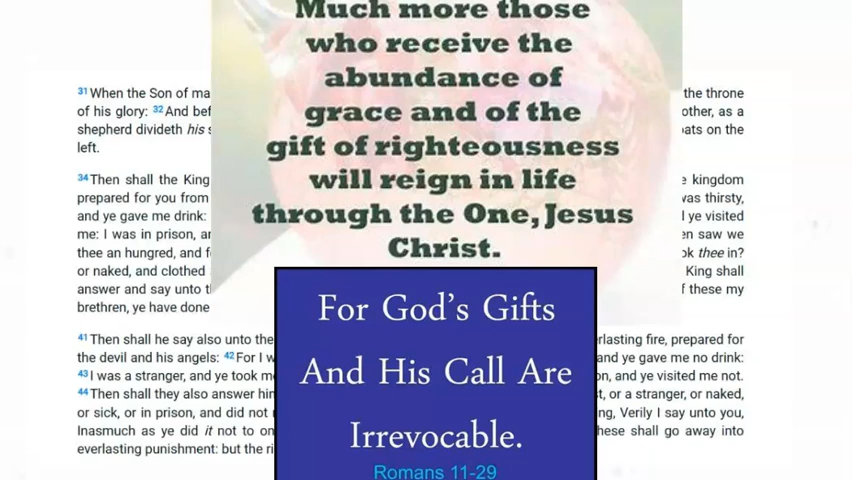 Much more those
who receive the
abundance of
grace and of the
gift of righteousness
will reign in life
through the One, Jesus
Christ.
For God's Gifts
And His Call Are
Irrevocable.
Romans 11-29
31 When the Son of ma
the throne
of his glory: 32 And bef
other, as a
shepherd divideth his s
oats on the
left.
34 Then shall the King
e kingdom
prepared for you from
was thirsty,
and ye gave me drink:
ye visited
me: I was in prison, an
en saw we
thee an hungred, and f
ok thee in?
or naked, and clothed
King shall
answer and say unto t
f these my
brethren, ye have done
41 Then shall he say also unto the
erlasting fire, prepared for
the devil and his angels: 42 For I w
and ye gave me no drink:
43 I was a stranger, and ye took me
on, and ye visited me not.
44 Then shall they also answer him
st, or a stranger, or naked,
or sick, or in prison, and did not
ng, Verily I say unto you,
Inasmuch as ye did it not to on
hese shall go away into
everlasting punishment: but the ri